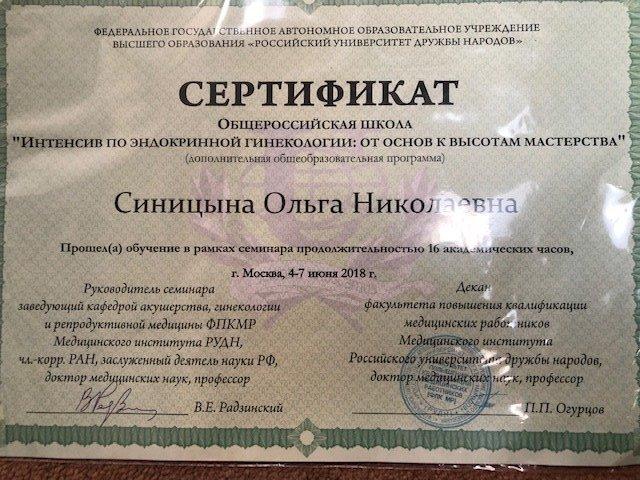 ФЕДЕРАЛЬНОЕ ГОСУДАРСТВЕННОЕ АВТОНОМНОЕ ОБРАЗОВАТЕЛЬНОЕ УЧРЕЖДЕНИЕ
ВЫСШЕГО ОБРАЗОВАНИЯ «РОССИЙСКИЙ УНИВЕРСИТЕТ ДРУЖБЫ НАРОДОВ»
СЕРТИФИКАТ
ОБЩЕРОССИЙСКАЯ ШКОЛА
"ИНТЕНСИВ ПО ЭНДОКРИННОЙ ГИНЕКОЛОГИИ: ОТ ОСНОВ К ВЫСОТАМ МАСТЕРСТВА"
(дополнительная общеобразовательная программа)
Синицына Ольга Николаевна
Прошел(а) обучение в рамках семинара продолжительностью 16 академических часов,
г. Москва, 4-7 июня 2018 г.
Руководитель семинара
заведующий кафедрой акушерства, гинекологии
и репродуктивной медицины ФПКМР
Медицинского института РУДН,
чл.-корр. РАН, заслуженный деятель науки РФ,
доктор медицинских наук, профессор
В.Е. Радзинский
Декан
факультета повышения квалификации
медицинских работников
Медицинского института
Российского университета дружбы народов,
доктор медицинских наук, профессор
П.П. Огурцов